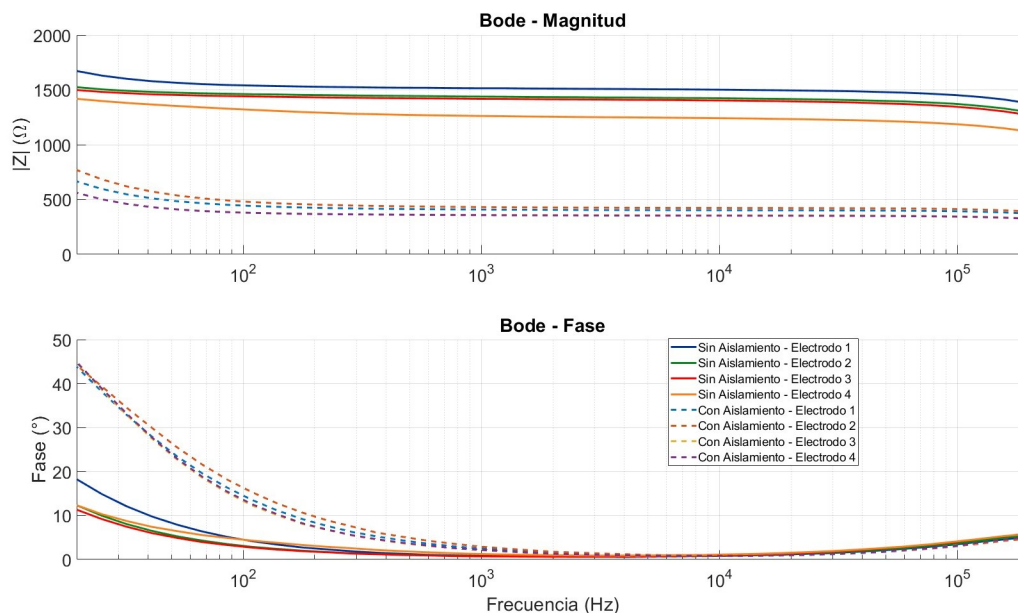 Bode - Magnitud
|Z| (Ω)
2000
1500
1000
500
0
10²
10³
10⁴
10⁵
Bode - Fase
Fase (°)
50
40
30
20
10
0
Sin Aislamiento - Electrodo 1
Sin Aislamiento - Electrodo 2
Sin Aislamiento - Electrodo 3
Sin Aislamiento - Electrodo 4
Con Aislamiento - Electrodo 1
Con Aislamiento - Electrodo 2
Con Aislamiento - Electrodo 3
Con Aislamiento - Electrodo 4
10²
10³
10⁴
10⁵
Frecuencia (Hz)